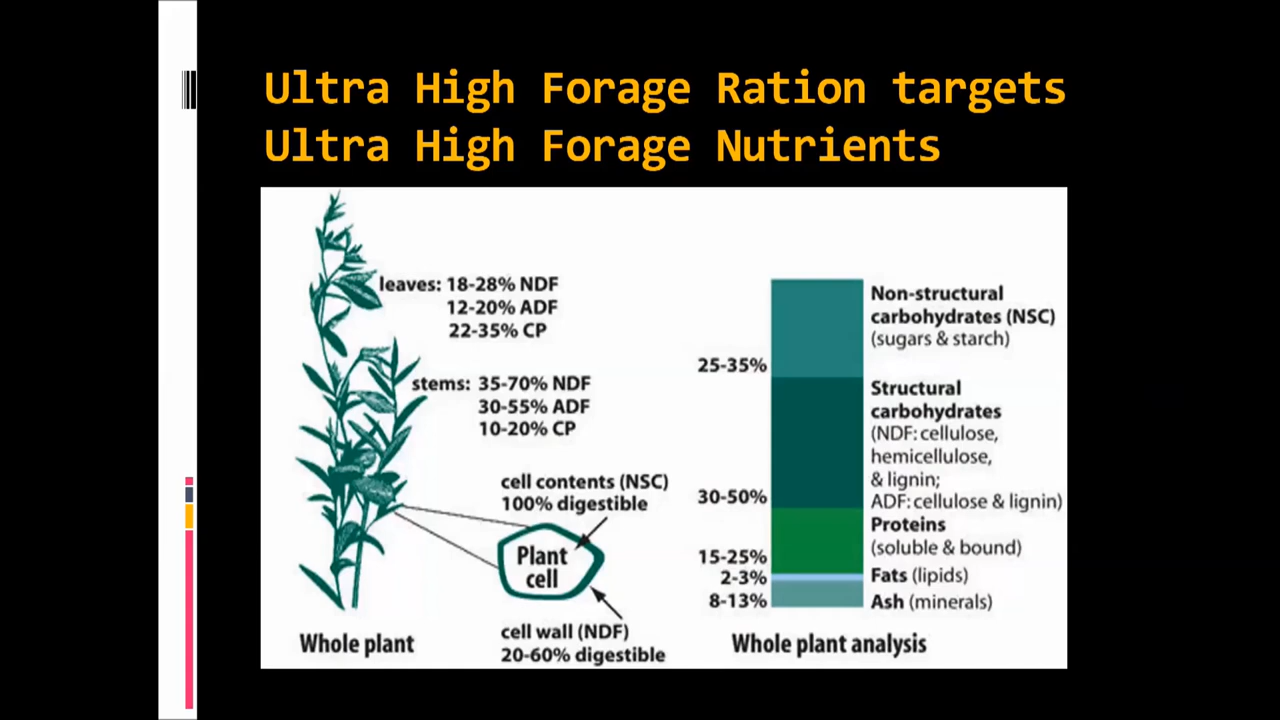 Ultra High Forage Ration targets
Ultra High Forage Nutrients
leaves: 18-28% NDF
12-20% ADF
22-35% CP
stems: 35-70% NDF
30-55% ADF
10-20% CP
cell contents (NSC)
100% digestible
Plant
cell
cell wall (NDF)
20-60% digestible
Whole plant
25-35%
Non-structural
carbohydrates (NSC)
(sugars & starch)
30-50%
Structural
carbohydrates
(NDF: cellulose,
hemicellulose,
& lignin;
ADF: cellulose & lignin)
15-25%
Proteins
(soluble & bound)
2-3%
Fats (lipids)
8-13%
Ash (minerals)
Whole plant analysis